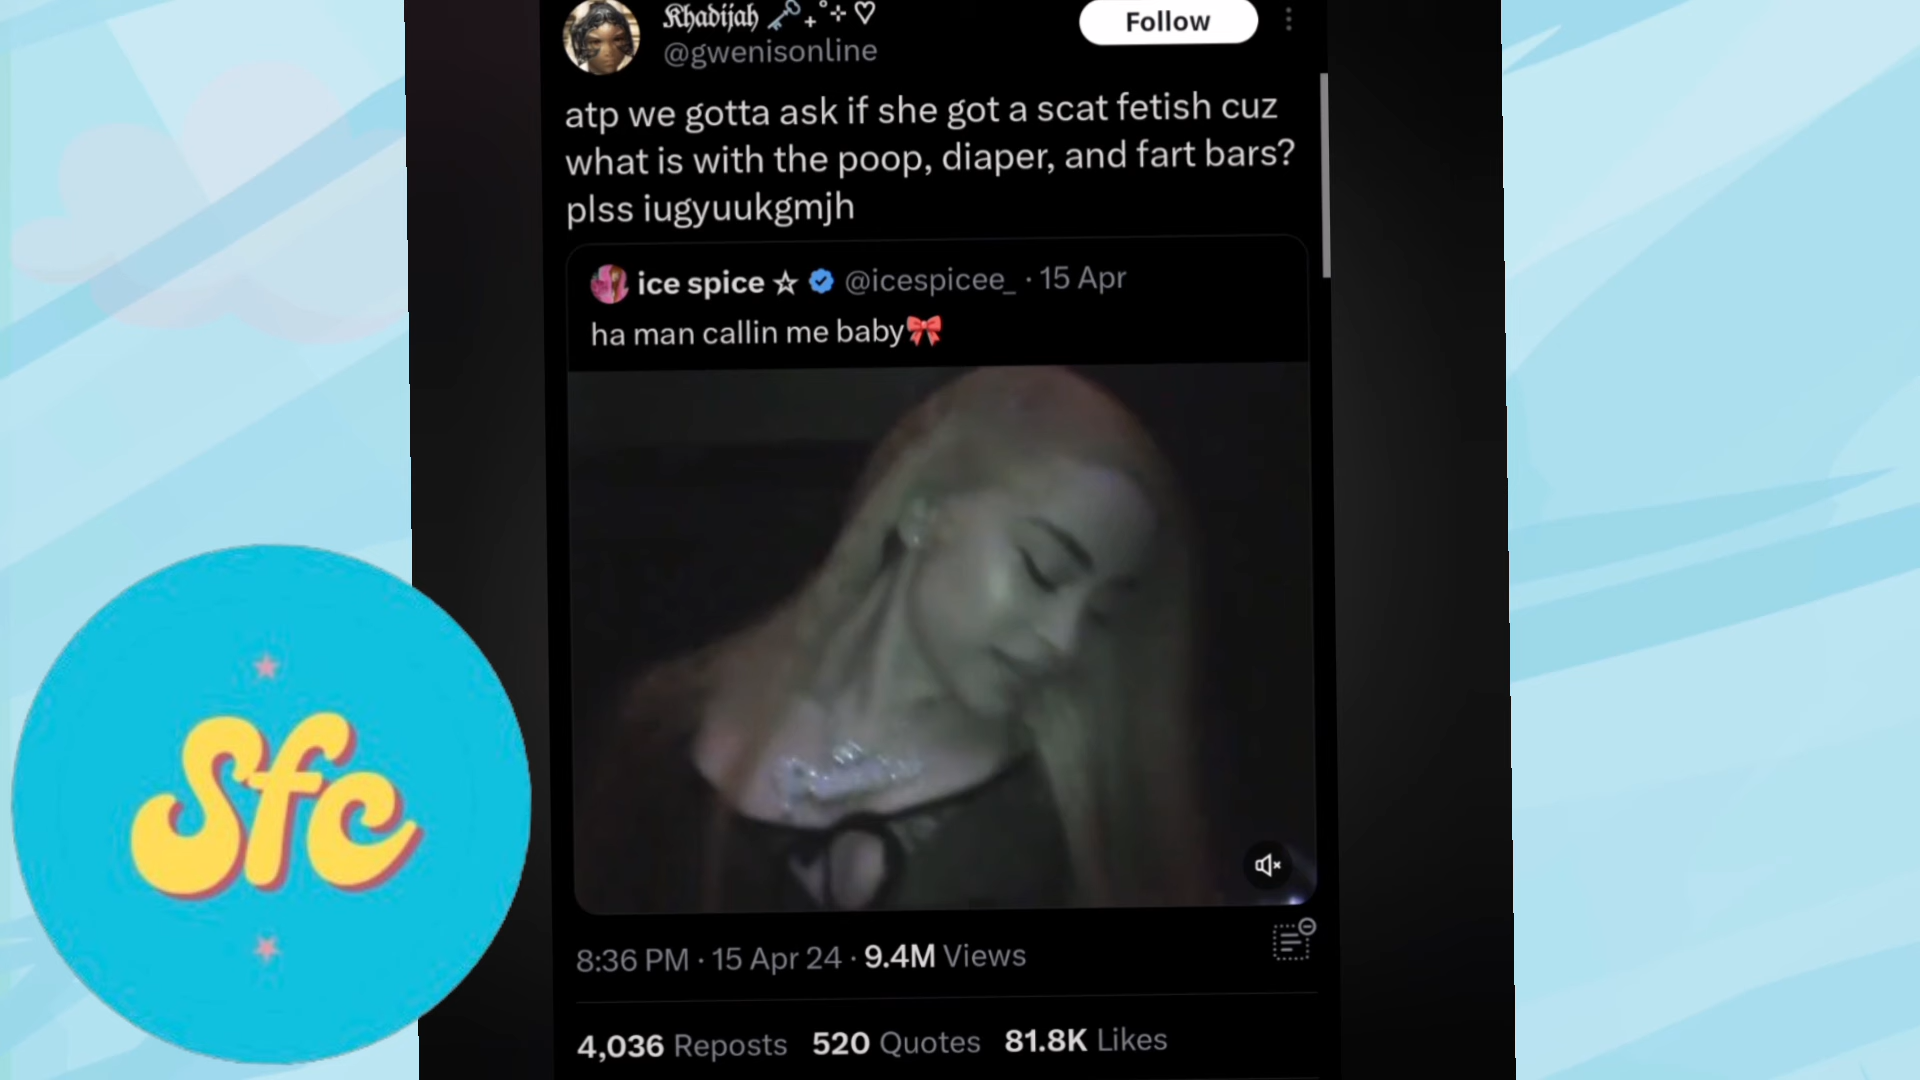 Khadijah 🗝️₊˚⊹♡
@gwenisonline
Follow
atp we gotta ask if she got a scat fetish cuz
what is with the poop, diaper, and fart bars?
plss iugyuukgmjh
ice spice ☆ @icespicee_ · 15 Apr
ha man callin me baby🎀
8:36 PM · 15 Apr 24 · 9.4M Views
4,036 Reposts 520 Quotes 81.8K Likes
Sfc